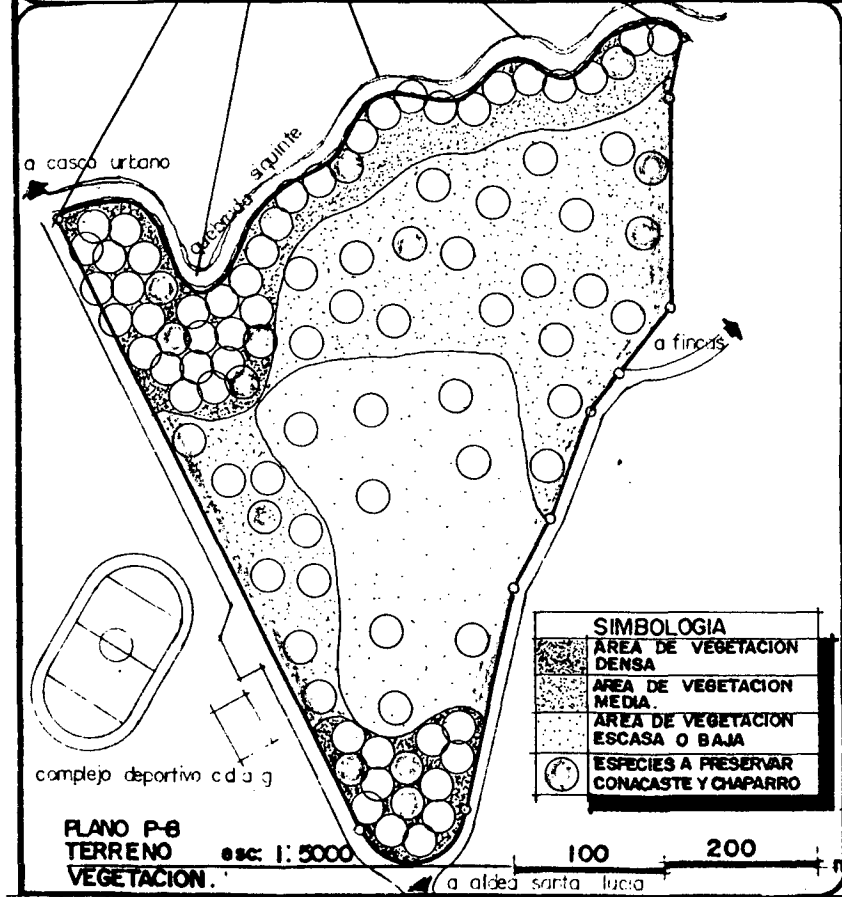 a casco urbano
quebrada siquinte
a fincas
SIMBOLOGIA
AREA DE VEGETACION
DENSA
AREA DE VEGETACION
MEDIA.
AREA DE VEGETACION
ESCASA O BAJA
ESPECIES A PRESERVAR
CONACASTE Y CHAPARRO
complejo deportivo c d a g
PLANO P-8
TERRENO esc: 1:5000
VEGETACION.
100 200 m
a aldea santa lucia